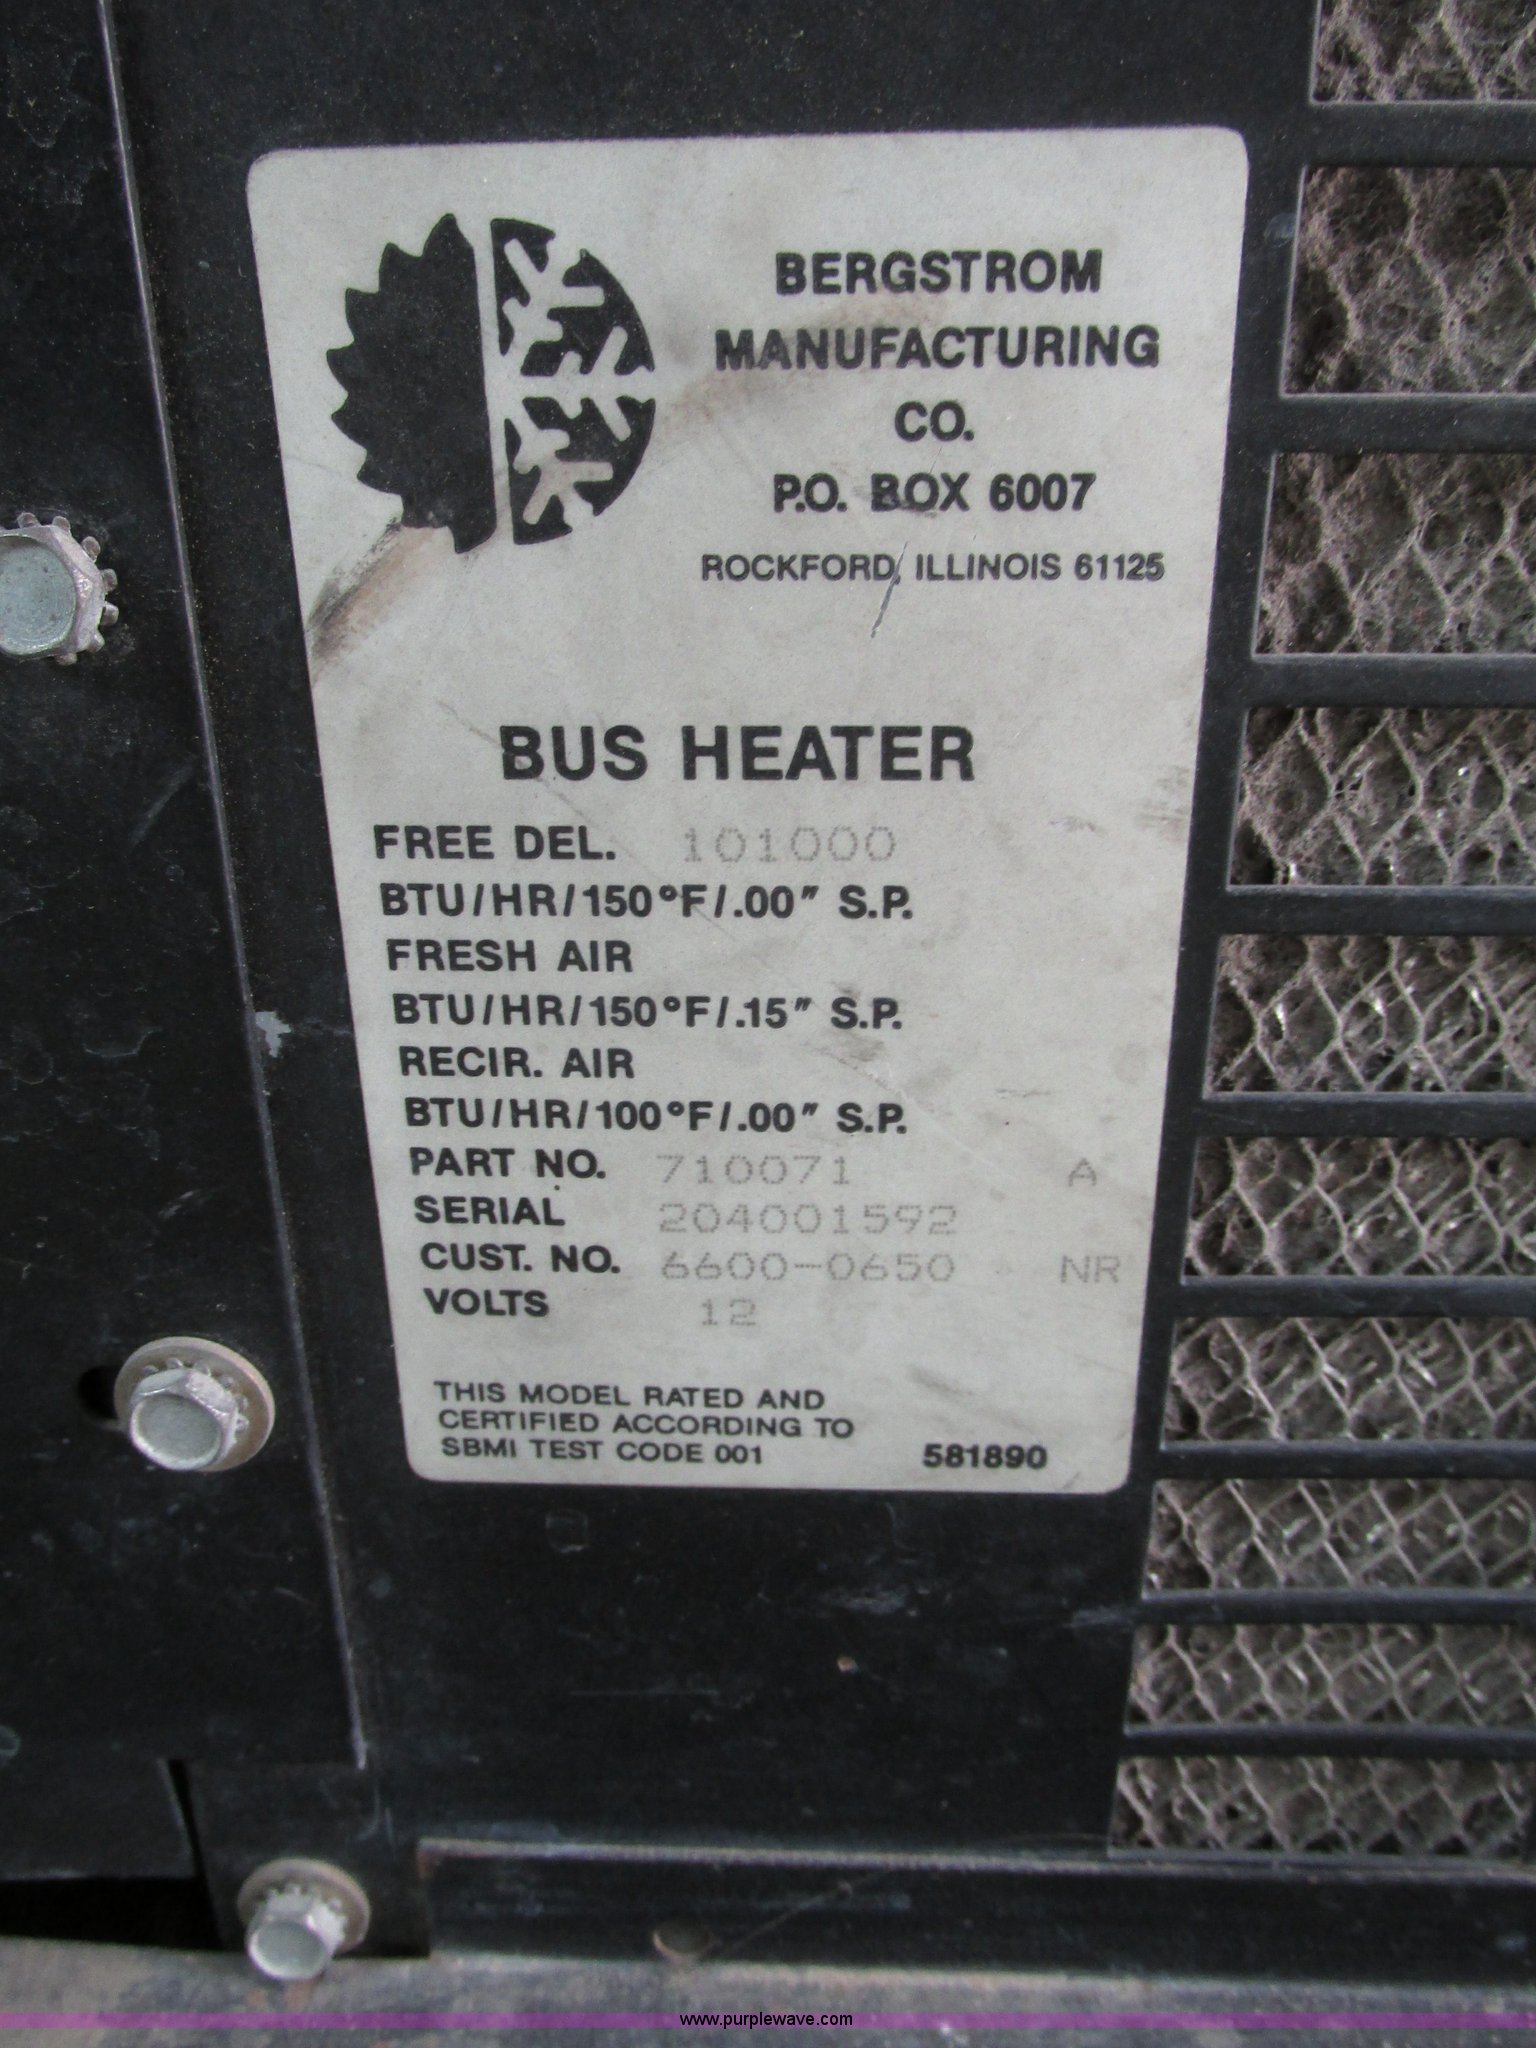 BERGSTROM
MANUFACTURING
CO.
P.O. BOX 6007
ROCKFORD, ILLINOIS 61125
BUS HEATER
FREE DEL. 101000
BTU/HR/150°F/.00" S.P.
FRESH AIR
BTU/HR/150°F/.15" S.P.
RECIR. AIR
BTU/HR/100°F/.00" S.P.
PART NO. 710071 A
SERIAL 204001592
CUST. NO. 6600-0650 NR
VOLTS 12
THIS MODEL RATED AND
CERTIFIED ACCORDING TO
SBMI TEST CODE 001 581890
www.purplewave.com